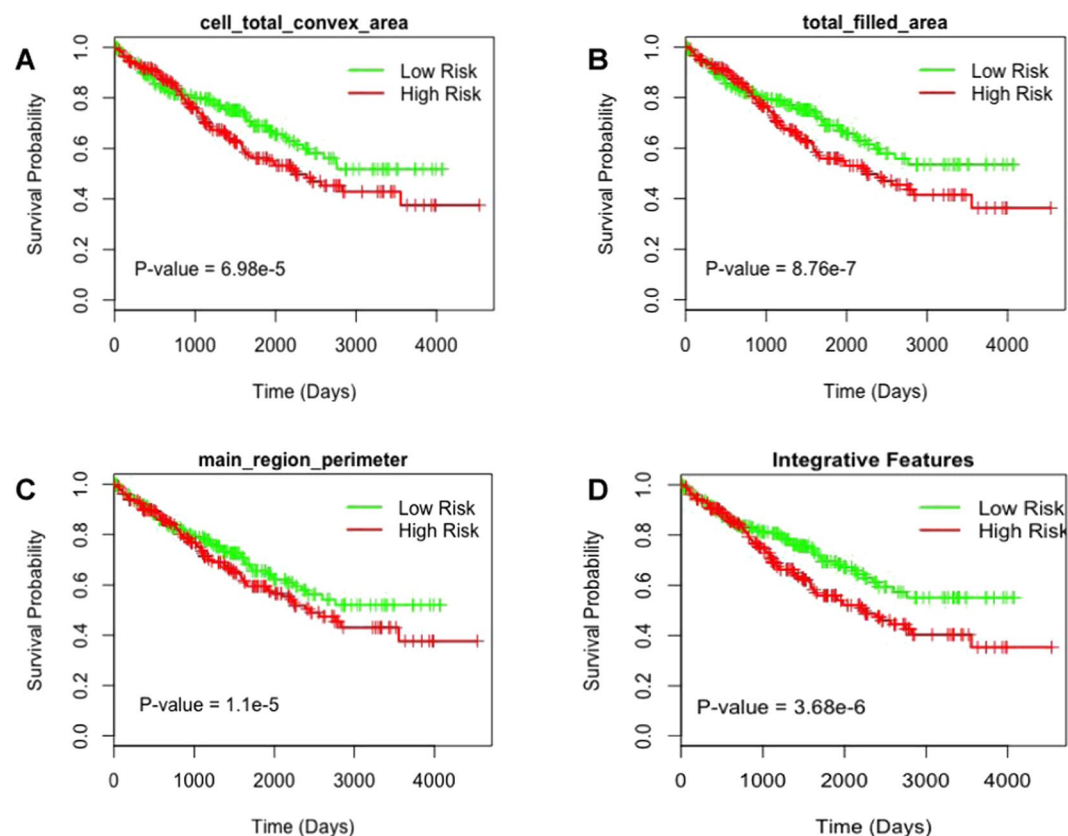 A
cell_total_convex_area
Survival Probability
1.0
0.8
0.6
0.4
0.2
0.0
Low Risk
High Risk
P-value = 6.98e-5
0 1000 2000 3000 4000
Time (Days)
B
total_filled_area
Survival Probability
1.0
0.8
0.6
0.4
0.2
0.0
Low Risk
High Risk
P-value = 8.76e-7
0 1000 2000 3000 4000
Time (Days)
C
main_region_perimeter
Survival Probability
1.0
0.8
0.6
0.4
0.2
0.0
Low Risk
High Risk
P-value = 1.1e-5
0 1000 2000 3000 4000
Time (Days)
D
Integrative Features
Survival Probability
1.0
0.8
0.6
0.4
0.2
0.0
Low Risk
High Risk
P-value = 3.68e-6
0 1000 2000 3000 4000
Time (Days)